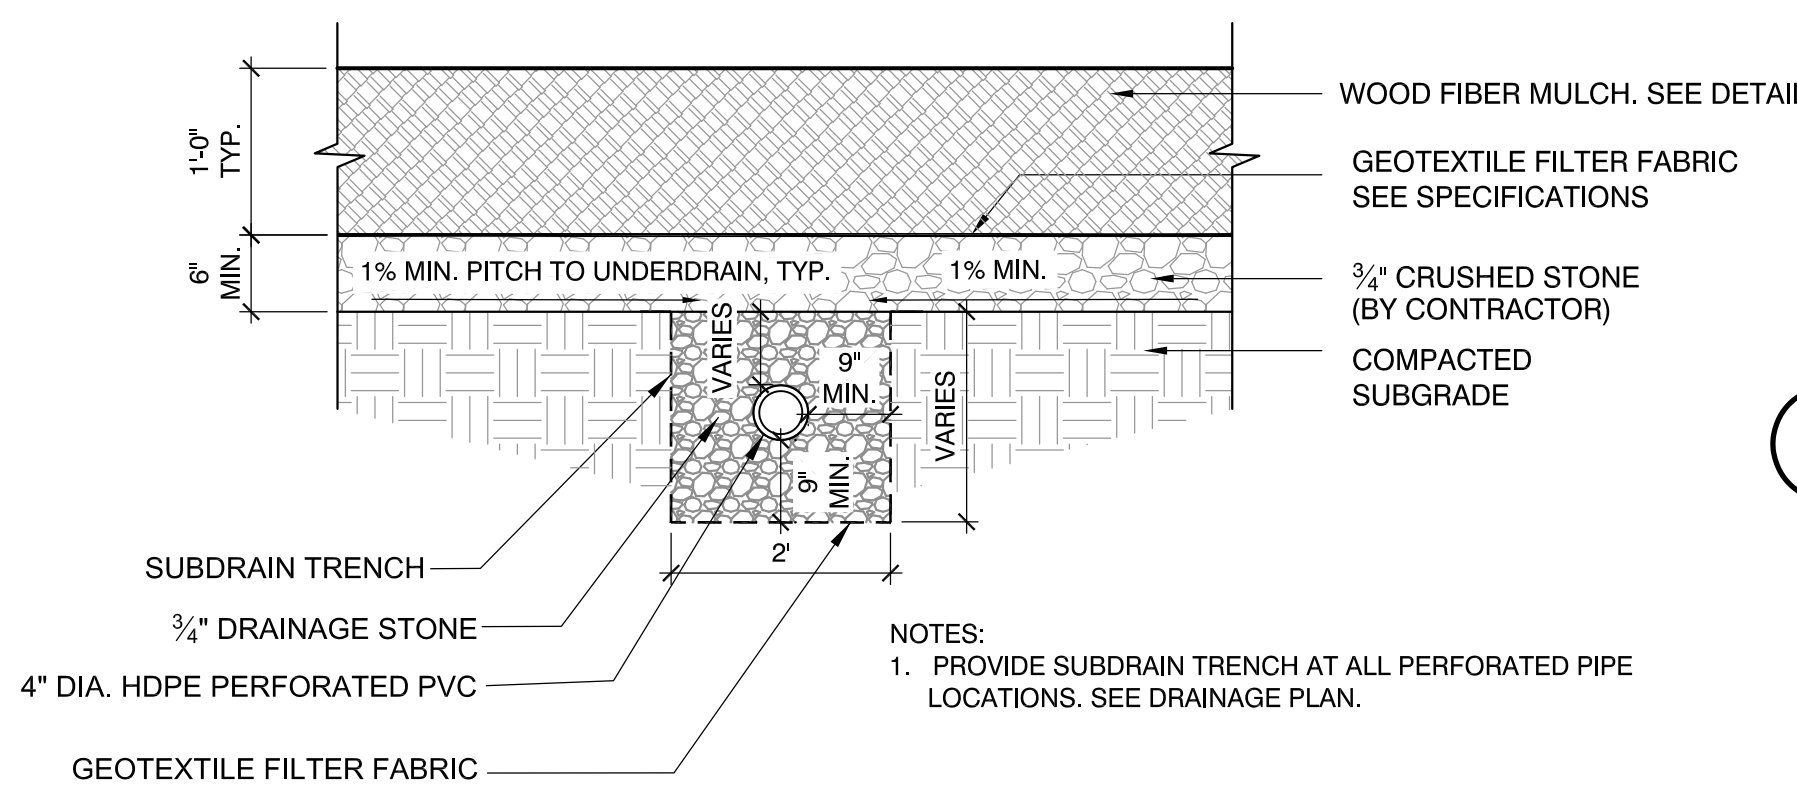 WOOD FIBER MULCH. SEE DETAIL
GEOTEXTILE FILTER FABRIC
SEE SPECIFICATIONS
1'-0"
TYP.
6"
MIN.
1% MIN. PITCH TO UNDERDRAIN, TYP.
1% MIN.
¾" CRUSHED STONE
(BY CONTRACTOR)
COMPACTED
SUBGRADE
VARIES
9"
MIN.
VARIES
9"
MIN.
2'
SUBDRAIN TRENCH
¾" DRAINAGE STONE
4" DIA. HDPE PERFORATED PVC
GEOTEXTILE FILTER FABRIC
NOTES:
1. PROVIDE SUBDRAIN TRENCH AT ALL PERFORATED PIPE
LOCATIONS. SEE DRAINAGE PLAN.